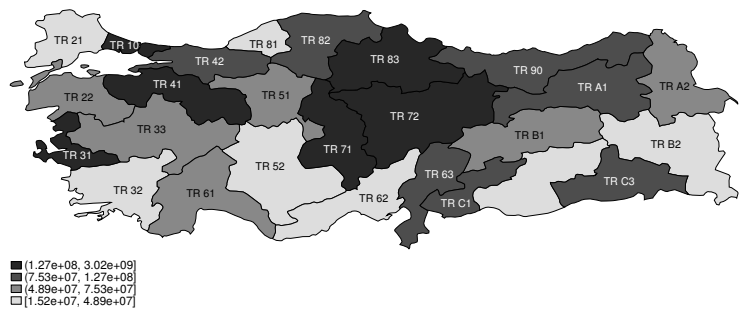 TR 21
TR 10
TR 81
TR 82
TR 42
TR 83
TR 90
TR 22
TR 41
TR 51
TR A1
TR A2
TR 72
TR 33
TR 71
TR B1
TR B2
TR 31
TR 52
TR 63
TR C3
TR 32
TR 61
TR 62
TR C1
(1.27e+08, 3.02e+09]
(7.53e+07, 1.27e+08]
(4.89e+07, 7.53e+07]
[1.52e+07, 4.89e+07]